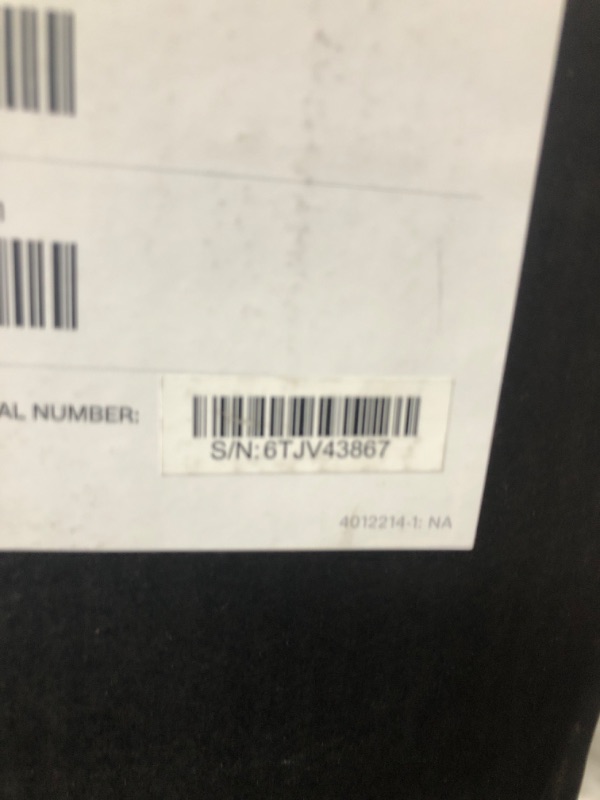 AL NUMBER:
S/N: 6TJV43867
4012214-1: NA